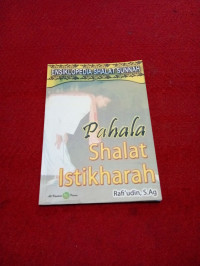 ENSIKLOPEDIA SHALAT SUNNAH
Pahala
Shalat
Istikharah
Rafi'udin, S.Ag